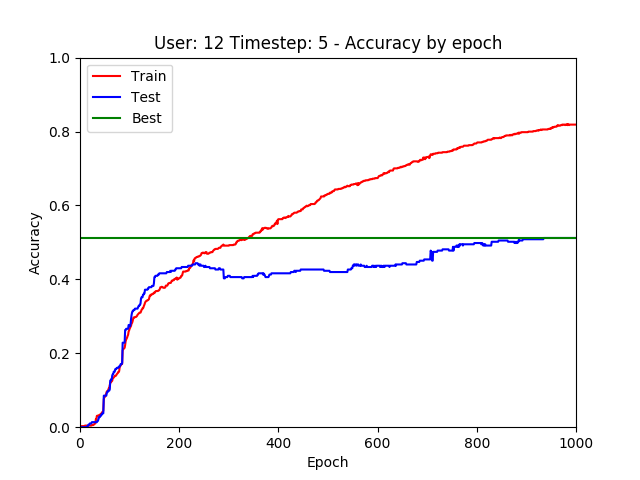 User: 12 Timestep: 5 - Accuracy by epoch
Train
Test
Best
1.0
0.8
0.6
0.4
0.2
0.0
Accuracy
0 200 400 600 800 1000
Epoch